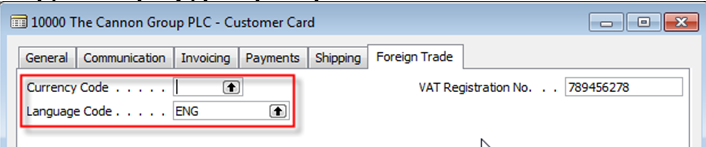 10000 The Cannon Group PLC - Customer Card
General Communication Invoicing Payments Shipping Foreign Trade
Currency Code . . . . . VAT Registration No. . . 789456278
Language Code . . . . . ENG